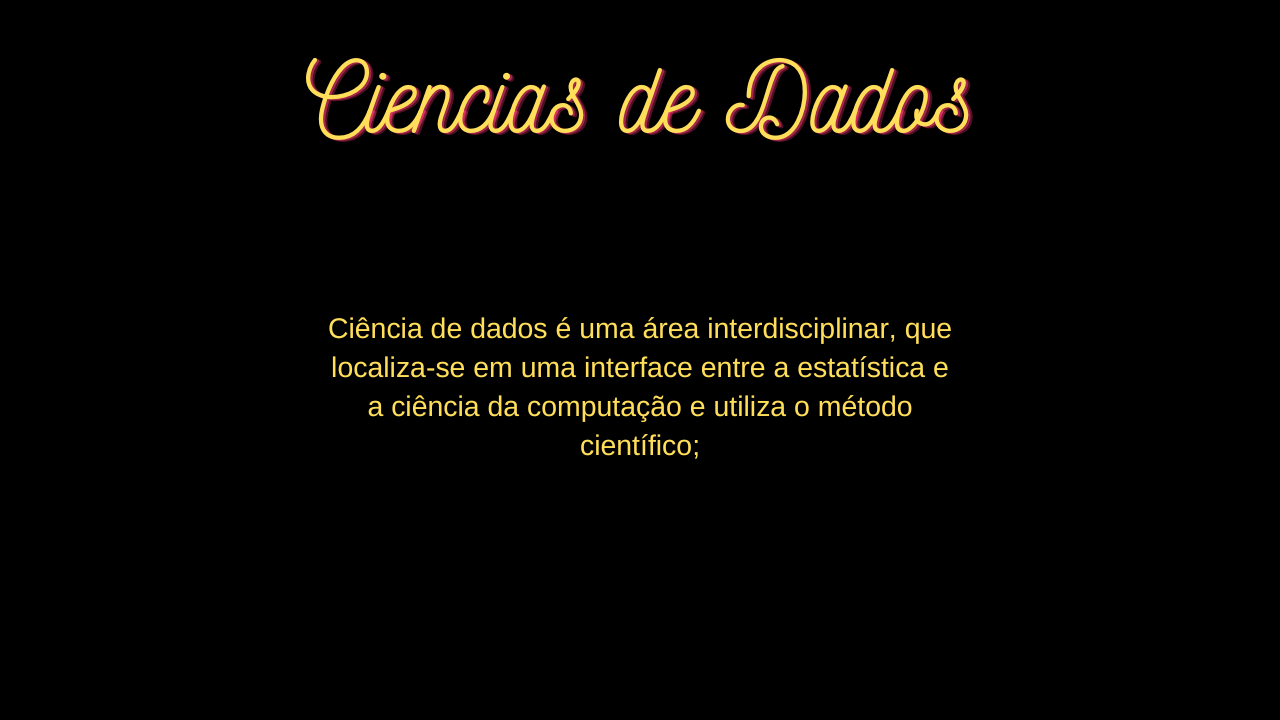 Ciencias de Dados
Ciência de dados é uma área interdisciplinar, que
localiza-se em uma interface entre a estatística e
a ciência da computação e utiliza o método
científico;